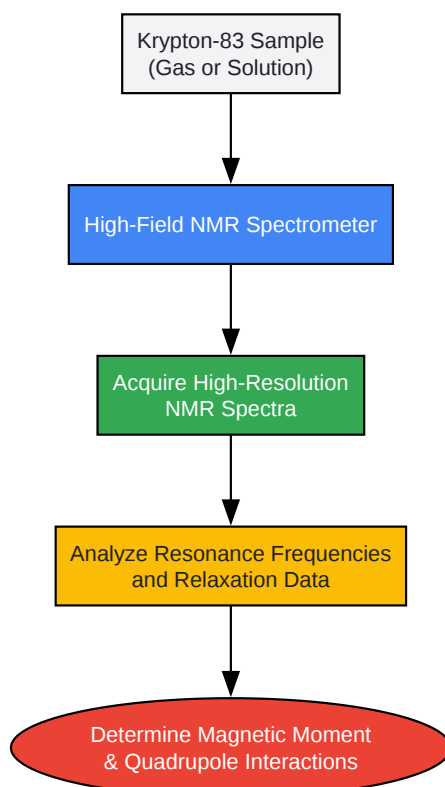 Krypton-83 Sample
(Gas or Solution)
High-Field NMR Spectrometer
Acquire High-Resolution
NMR Spectra
Analyze Resonance Frequencies
and Relaxation Data
Determine Magnetic Moment
& Quadrupole Interactions